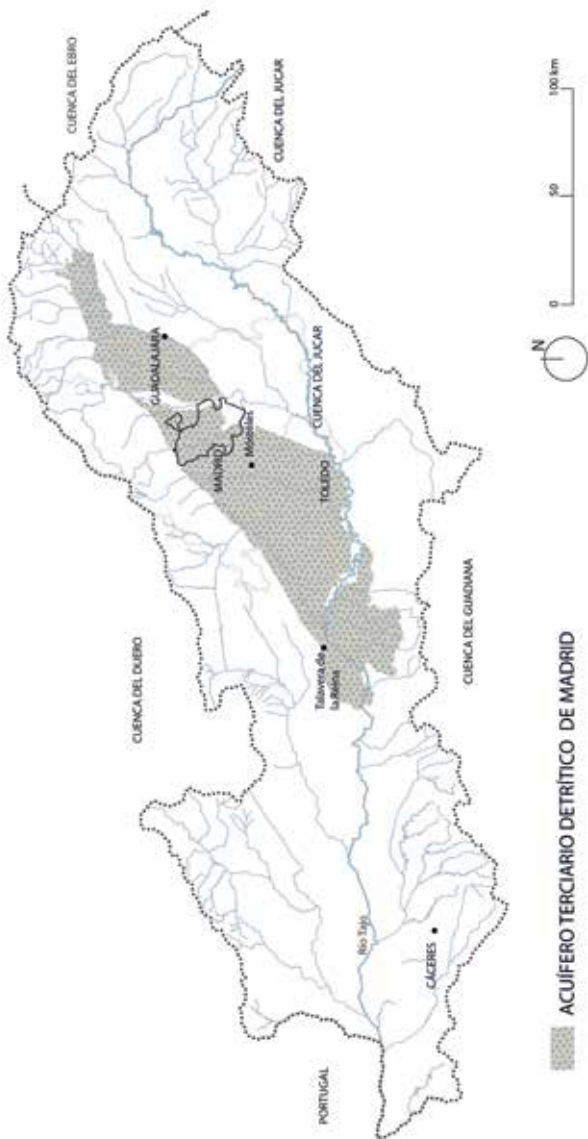 CUENCA DEL EBRO
CUENCA DEL JUCAR
CUENCA DEL DUERO
GUADALAJARA
MADRID
Móstoles
CUENCA DEL JUCAR
TOLEDO
Talavera de
la Reina
CUENCA DEL GUADIANA
Río Tajo
CÁCERES
PORTUGAL
ACUÍFERO TERCIARIO DETRÍTICO DE MADRID
N
0
50
100 km